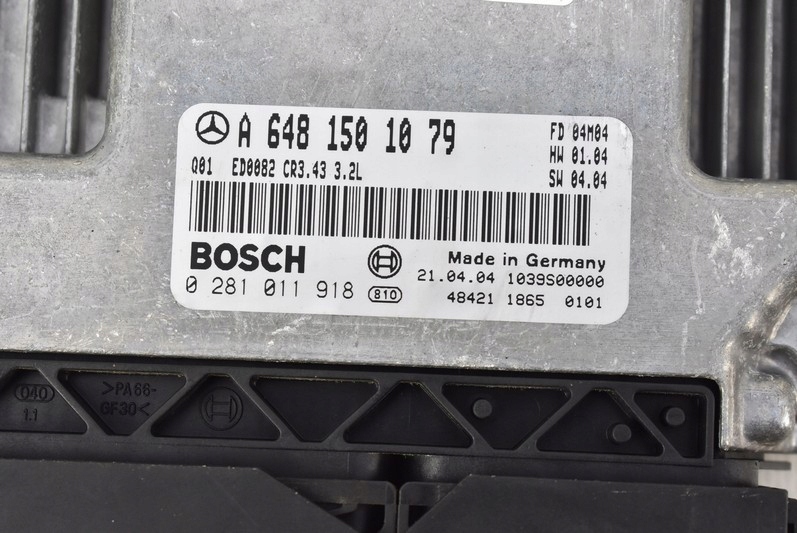 A 648 150 10 79
FD 04M04
HW 01.04
SW 04.04
Q01 ED0082 CR3.43 3.2L
BOSCH
Made in Germany
21.04.04 1039S00000
0 281 011 918 810
48421 1865 0101
040
1.1
>PA66-
GF30<